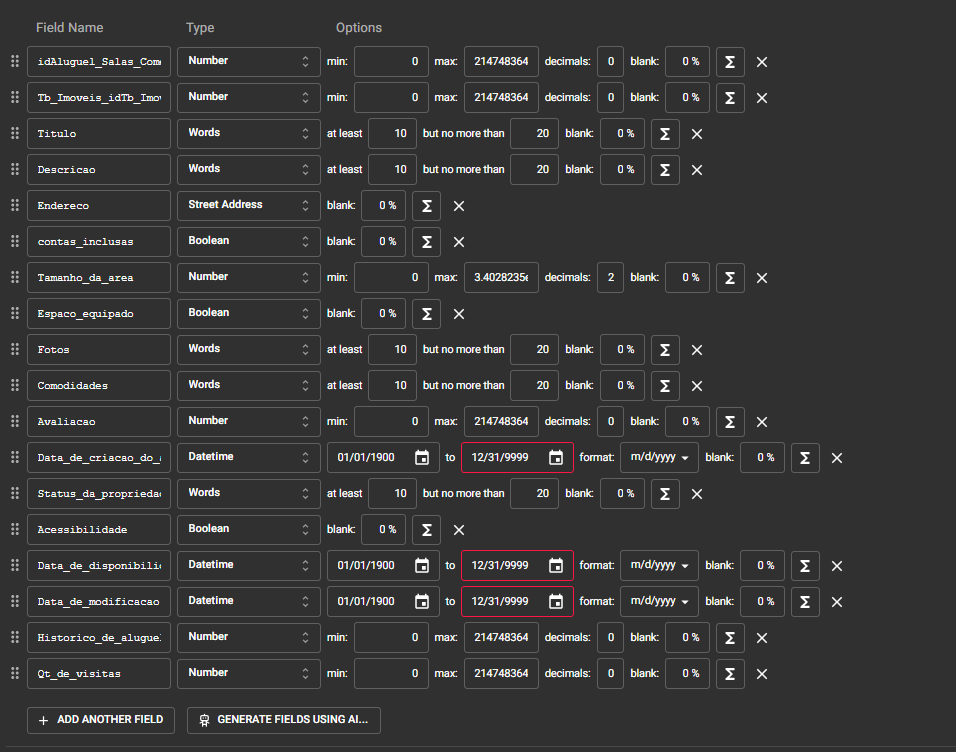 Field Name Type Options
idAluguel_Salas_Com Number min: 0 max: 214748364 decimals: 0 blank: 0 % Σ
Tb_Imoveis_idTb_Imov Number min: 0 max: 214748364 decimals: 0 blank: 0 % Σ
Titulo Words at least 10 but no more than 20 blank: 0 % Σ
Descricao Words at least 10 but no more than 20 blank: 0 % Σ
Endereco Street Address blank: 0 % Σ
contas_inclusas Boolean blank: 0 % Σ
Tamanho_da_area Number min: 0 max: 3.4028235e decimals: 2 blank: 0 % Σ
Espaco_equipado Boolean blank: 0 % Σ
Fotos Words at least 10 but no more than 20 blank: 0 % Σ
Comodidades Words at least 10 but no more than 20 blank: 0 % Σ
Avaliacao Number min: 0 max: 214748364 decimals: 0 blank: 0 % Σ
Data_de_criacao_do_a Datetime 01/01/1900 to 12/31/9999 format: m/d/yyyy blank: 0 % Σ
Status_da_propriedad Words at least 10 but no more than 20 blank: 0 % Σ
Acessibilidade Boolean blank: 0 % Σ
Data_de_disponibilid Datetime 01/01/1900 to 12/31/9999 format: m/d/yyyy blank: 0 % Σ
Data_de_modificacao Datetime 01/01/1900 to 12/31/9999 format: m/d/yyyy blank: 0 % Σ
Historico_de_aluguel Number min: 0 max: 214748364 decimals: 0 blank: 0 % Σ
Qt_de_visitas Number min: 0 max: 214748364 decimals: 0 blank: 0 % Σ
+ ADD ANOTHER FIELD GENERATE FIELDS USING AI...